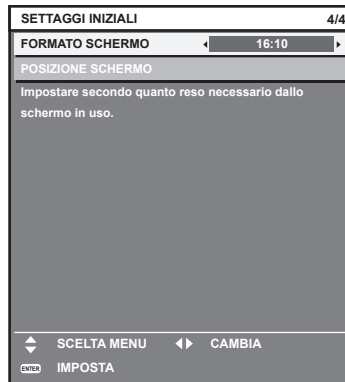 SETTAGGI INIZIALI 4/4
FORMATO SCHERMO 16:10
POSIZIONE SCHERMO
Impostare secondo quanto reso necessario dallo
schermo in uso.
SCELTA MENU CAMBIA
ENTER IMPOSTA